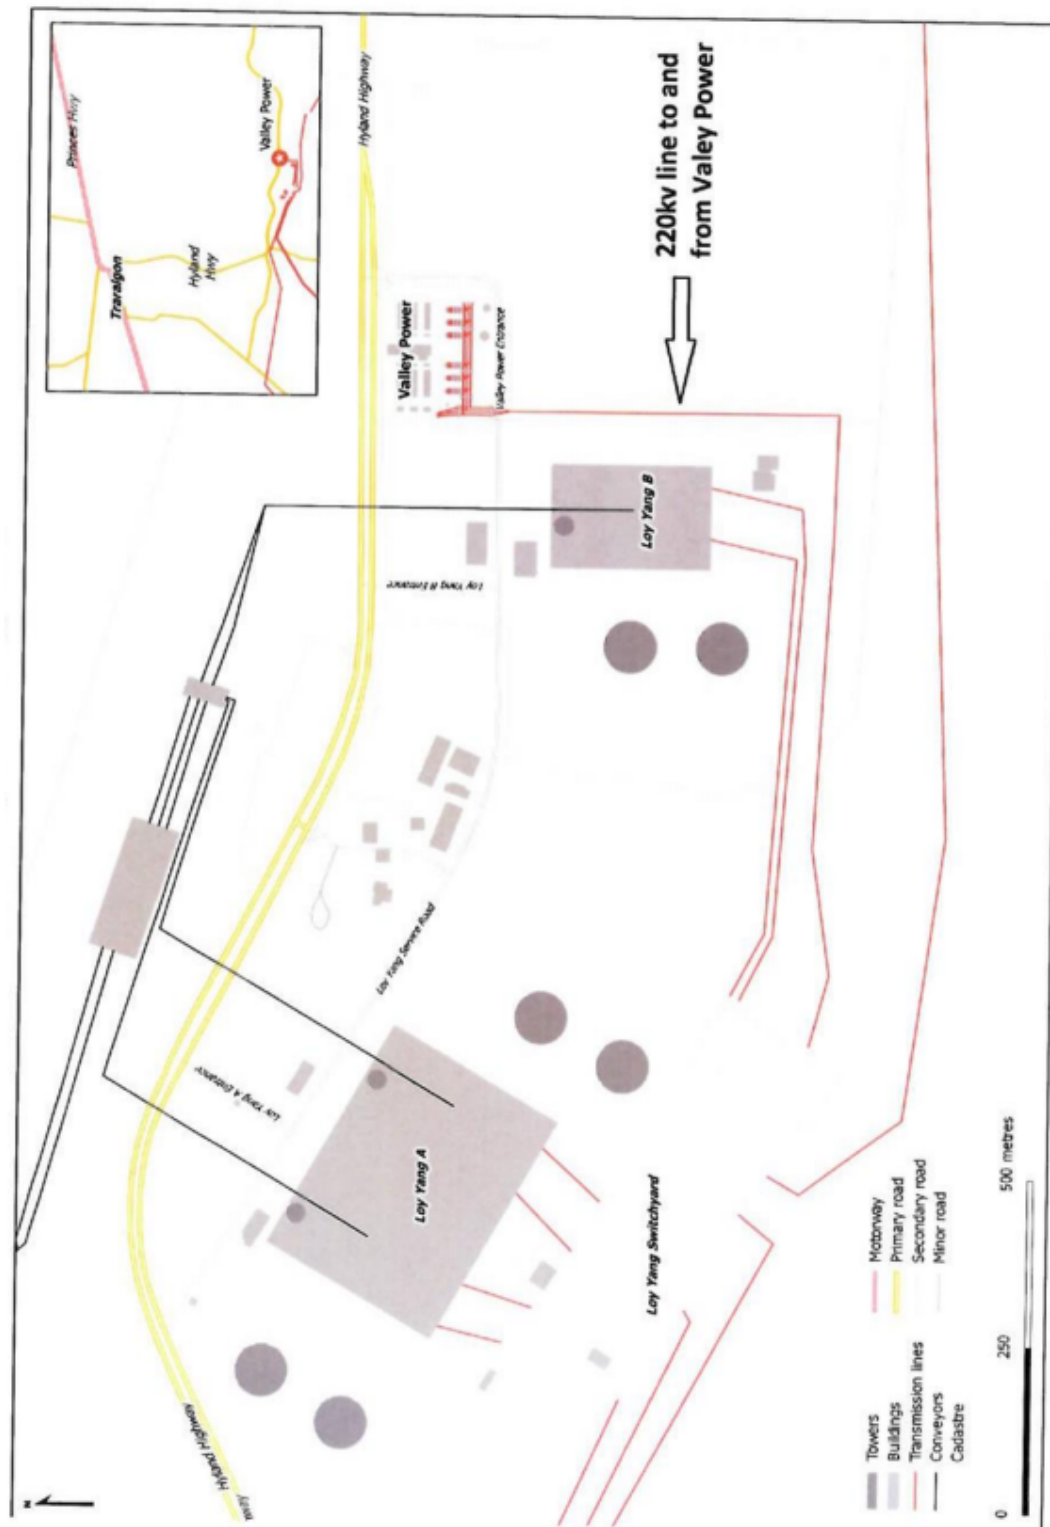 Princes Hwy
Traralgon
Hyland
Hwy
Valley Power
Hyland Highway
Valley Power
Valley Power Entrance
220kv line to and
from Valey Power
Loy Yang B
Loy Yang B Entrance
Loy Yang Service Road
Loy Yang A Entrance
Loy Yang A
Loy Yang Switchyard
Hyland Highway
way
N
Towers
Buildings
Transmission lines
Conveyors
Cadastre
Motorway
Primary road
Secondary road
Minor road
0
250
500 metres